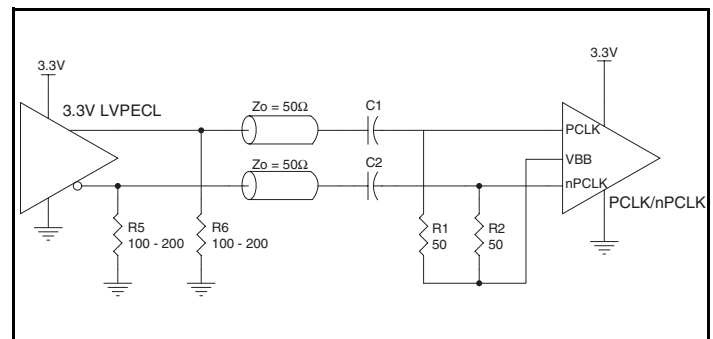 3.3V
3.3V LVPECL
Zo = 50Ω
C1
Zo = 50Ω
C2
3.3V
PCLK
VBB
nPCLK
PCLK/nPCLK
R5
100 - 200
R6
100 - 200
R1
50
R2
50